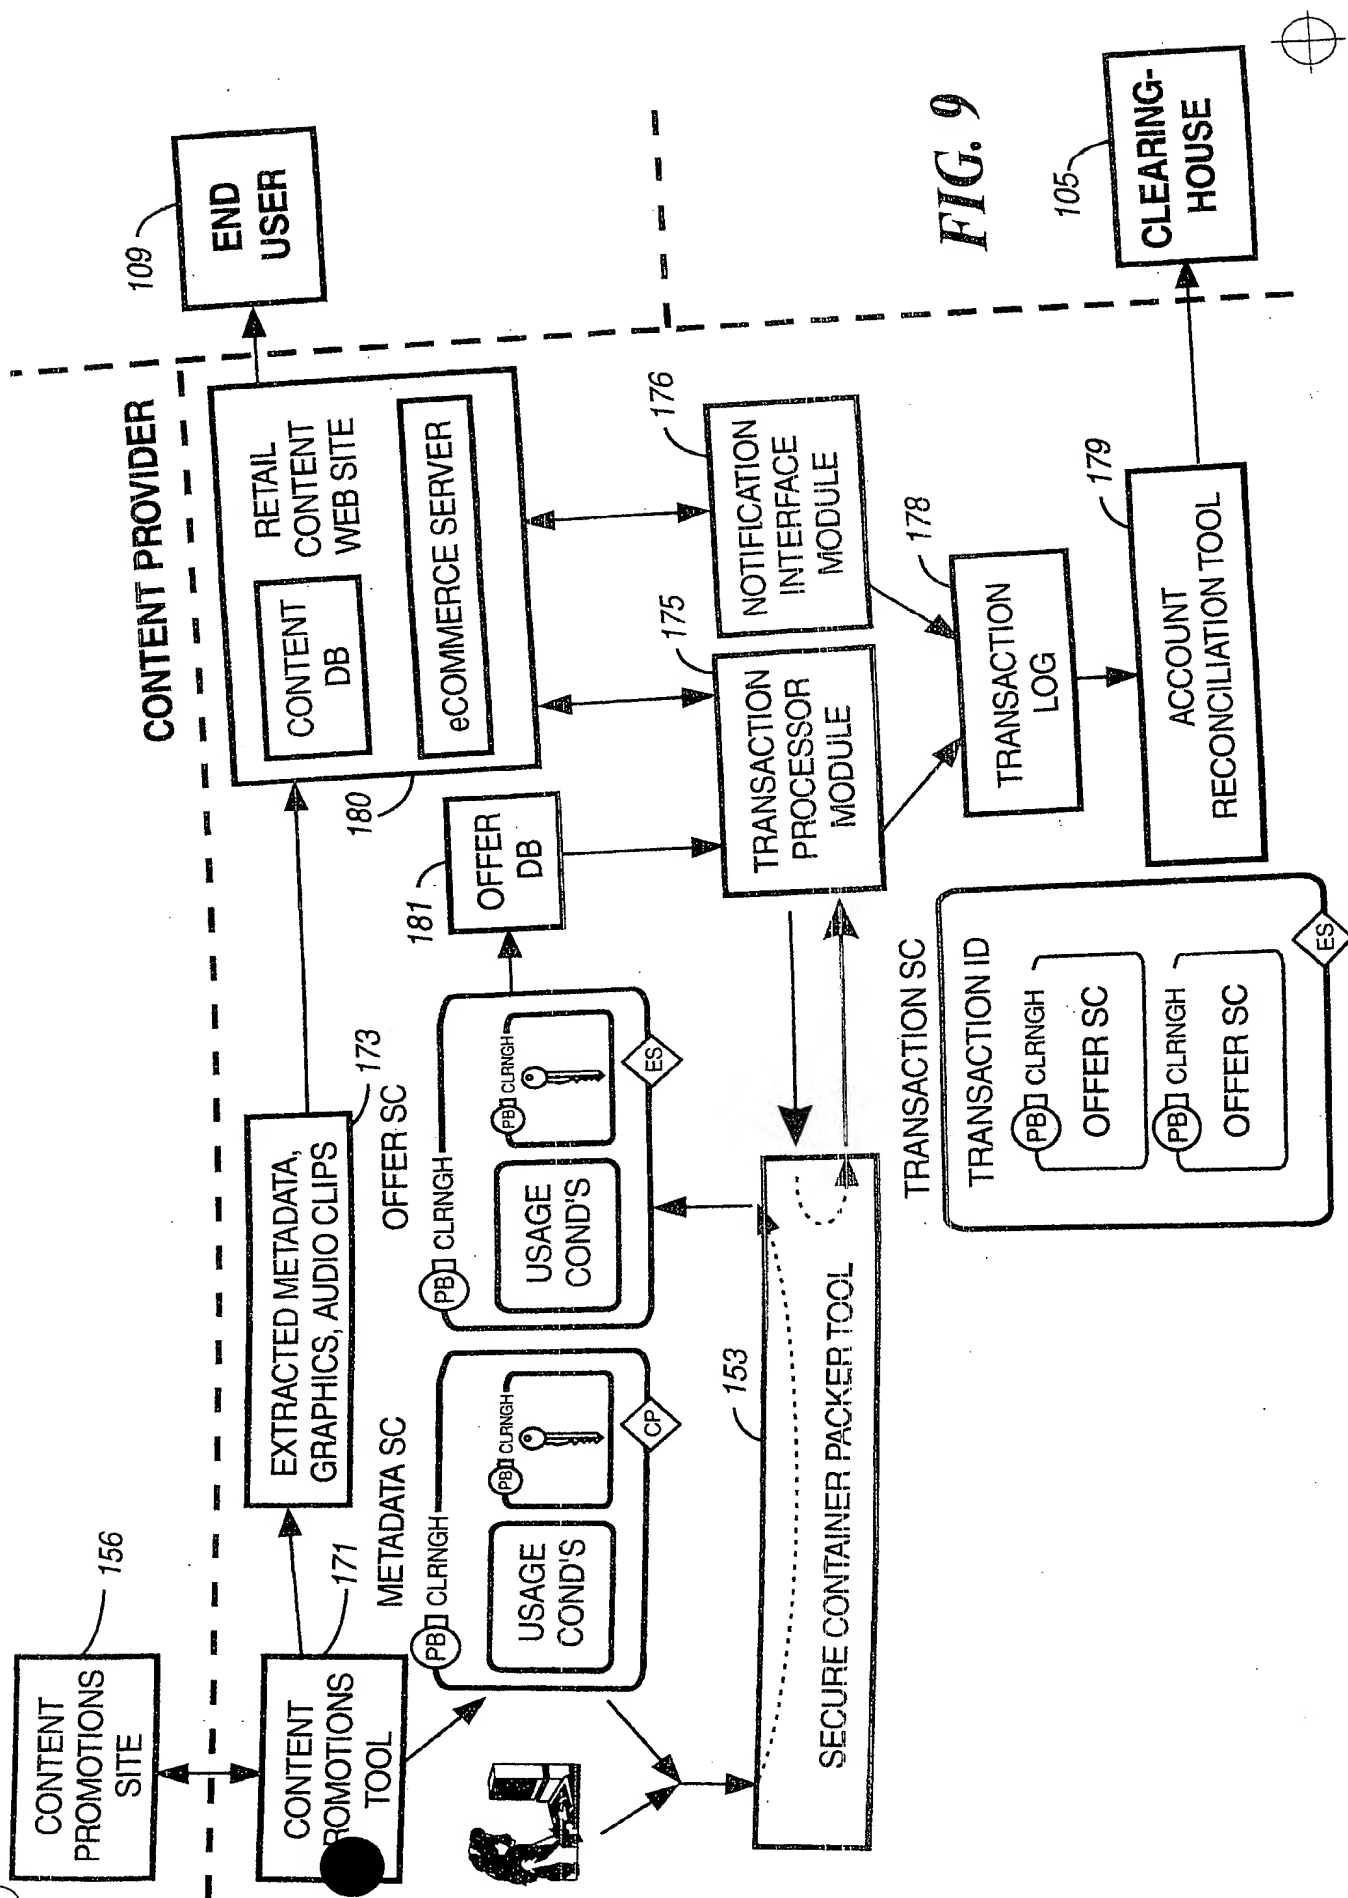 CONTENT
PROMOTIONS
SITE
156
CONTENT PROVIDER
109
END
USER
CONTENT
ROMOTIONS
TOOL
171
EXTRACTED METADATA,
GRAPHICS, AUDIO CLIPS
173
RETAIL
CONTENT
WEB SITE
CONTENT
DB
eCOMMERCE SERVER
180
METADATA SC
PB CLRNGH
USAGE
COND'S
PB CLRNGH
CP
OFFER SC
PB CLRNGH
USAGE
COND'S
PB CLRNGH
ES
181
OFFER
DB
153
SECURE CONTAINER PACKER TOOL
175
TRANSACTION
PROCESSOR
MODULE
176
NOTIFICATION
INTERFACE
MODULE
178
TRANSACTION
LOG
TRANSACTION SC
TRANSACTION ID
PB CLRNGH
OFFER SC
PB CLRNGH
OFFER SC
ES
179
ACCOUNT
RECONCILIATION TOOL
105
CLEARING-
HOUSE
FIG. 9